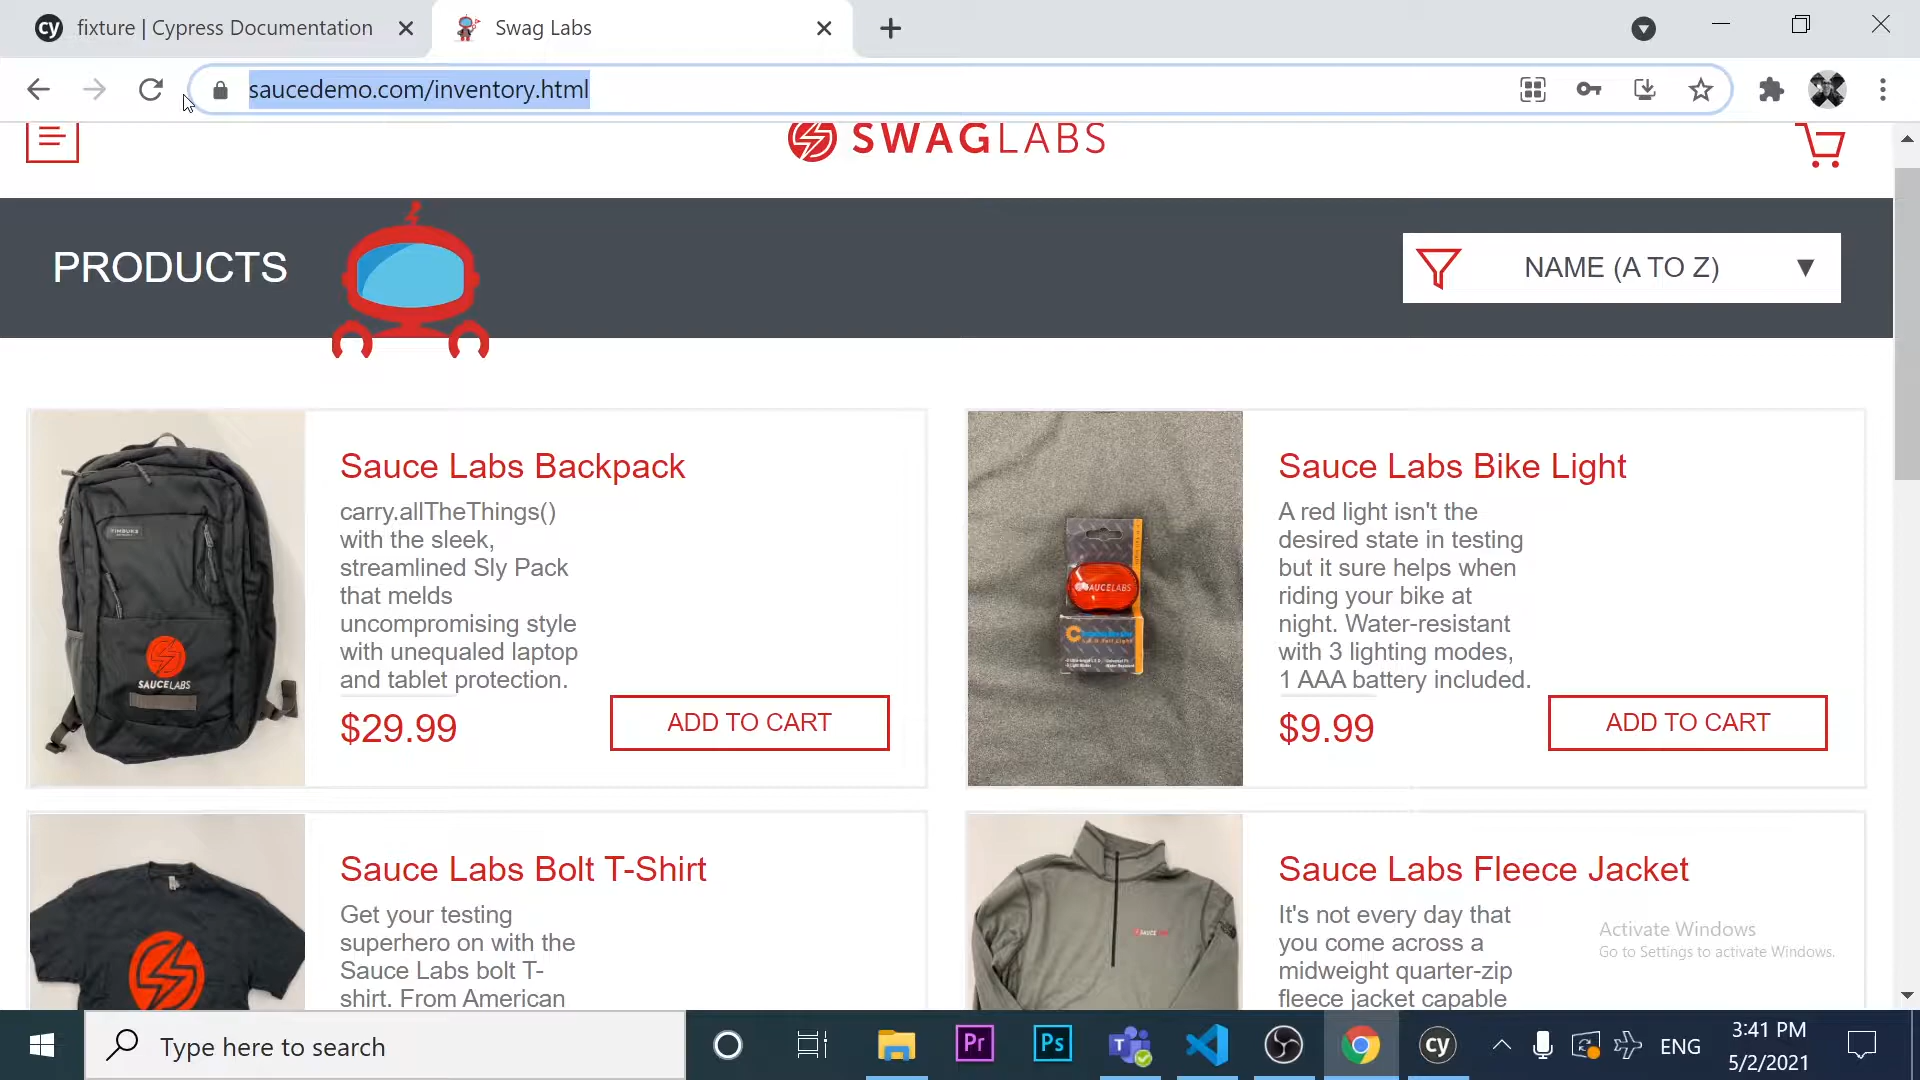 fixture | Cypress Documentation
Swag Labs
saucedemo.com/inventory.html
SWAGLABS
PRODUCTS
NAME (A TO Z)
Sauce Labs Backpack
carry.allTheThings()
with the sleek,
streamlined Sly Pack
that melds
uncompromising style
with unequaled laptop
and tablet protection.
$29.99
ADD TO CART
SAUCELABS
Sauce Labs Bike Light
A red light isn't the
desired state in testing
but it sure helps when
riding your bike at
night. Water-resistant
with 3 lighting modes,
1 AAA battery included.
$9.99
ADD TO CART
SAUCELABS
Sauce Labs Bolt T-Shirt
Get your testing
superhero on with the
Sauce Labs bolt T-
shirt. From American
Sauce Labs Fleece Jacket
It's not every day that
you come across a
midweight quarter-zip
fleece jacket capable
Activate Windows
Go to Settings to activate Windows.
Type here to search
Pr
Ps
T
cy
ENG
3:41 PM
5/2/2021